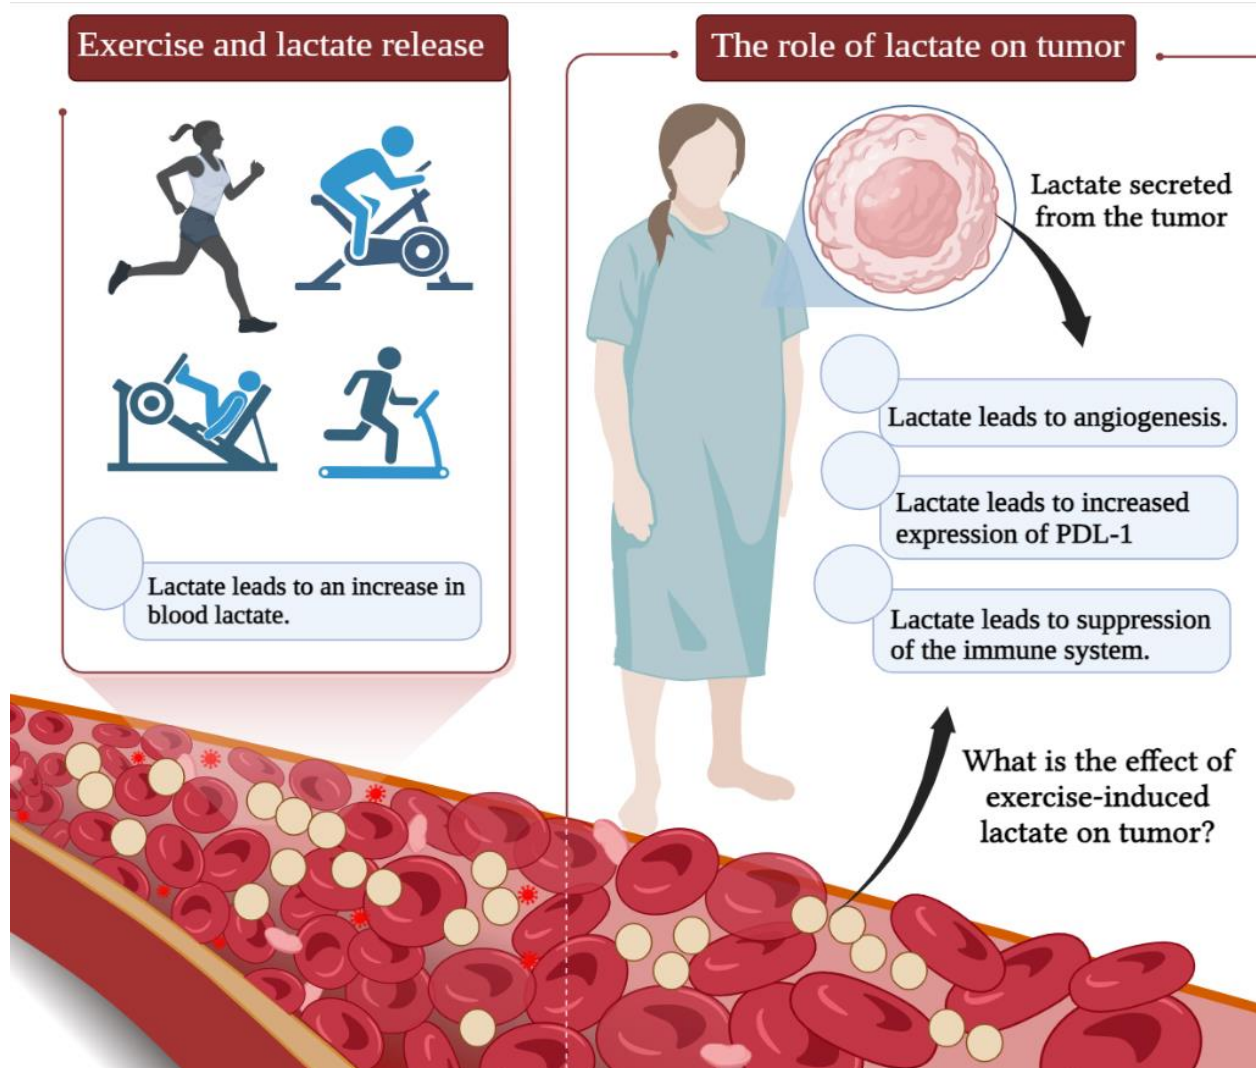 Exercise and lactate release
The role of lactate on tumor
Lactate secreted
from the tumor
Lactate leads to angiogenesis.
Lactate leads to increased
expression of PDL-1
Lactate leads to suppression
of the immune system.
Lactate leads to an increase in
blood lactate.
What is the effect of
exercise-induced
lactate on tumor?